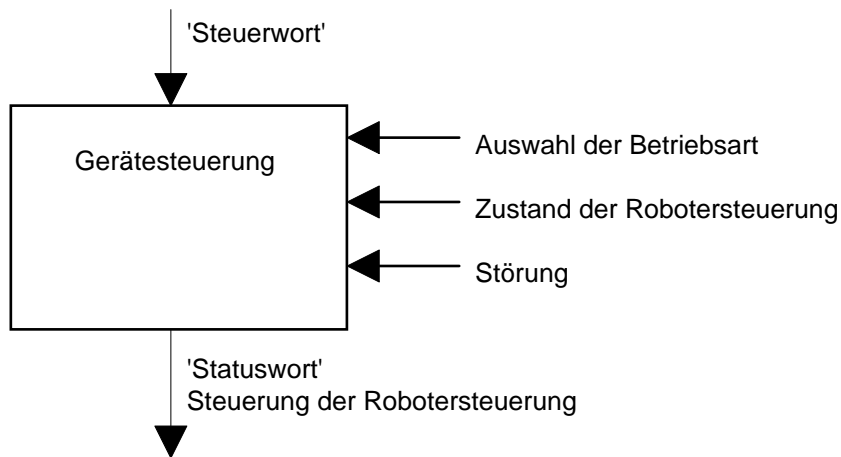 'Steuerwort'
Gerätesteuerung
Auswahl der Betriebsart
Zustand der Robotersteuerung
Störung
'Statuswort'
Steuerung der Robotersteuerung